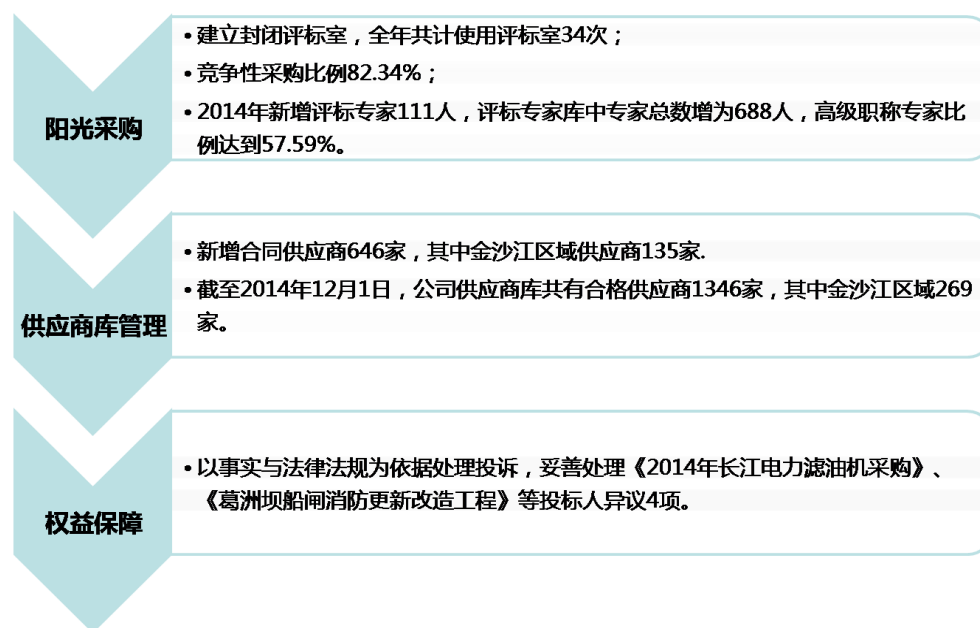 阳光采购
• 建立封闭评标室，全年共计使用评标室34次；
• 竞争性采购比例82.34%；
• 2014年新增评标专家111人，评标专家库中专家总数增为688人，高级职称专家比
例达到57.59%。
供应商库管理
• 新增合同供应商646家，其中金沙江区域供应商135家.
• 截至2014年12月1日，公司供应商库共有合格供应商1346家，其中金沙江区域269
家。
权益保障
• 以事实与法律法规为依据处理投诉，妥善处理《2014年长江电力滤油机采购》、
《葛洲坝船闸消防更新改造工程》等投标人异议4项。